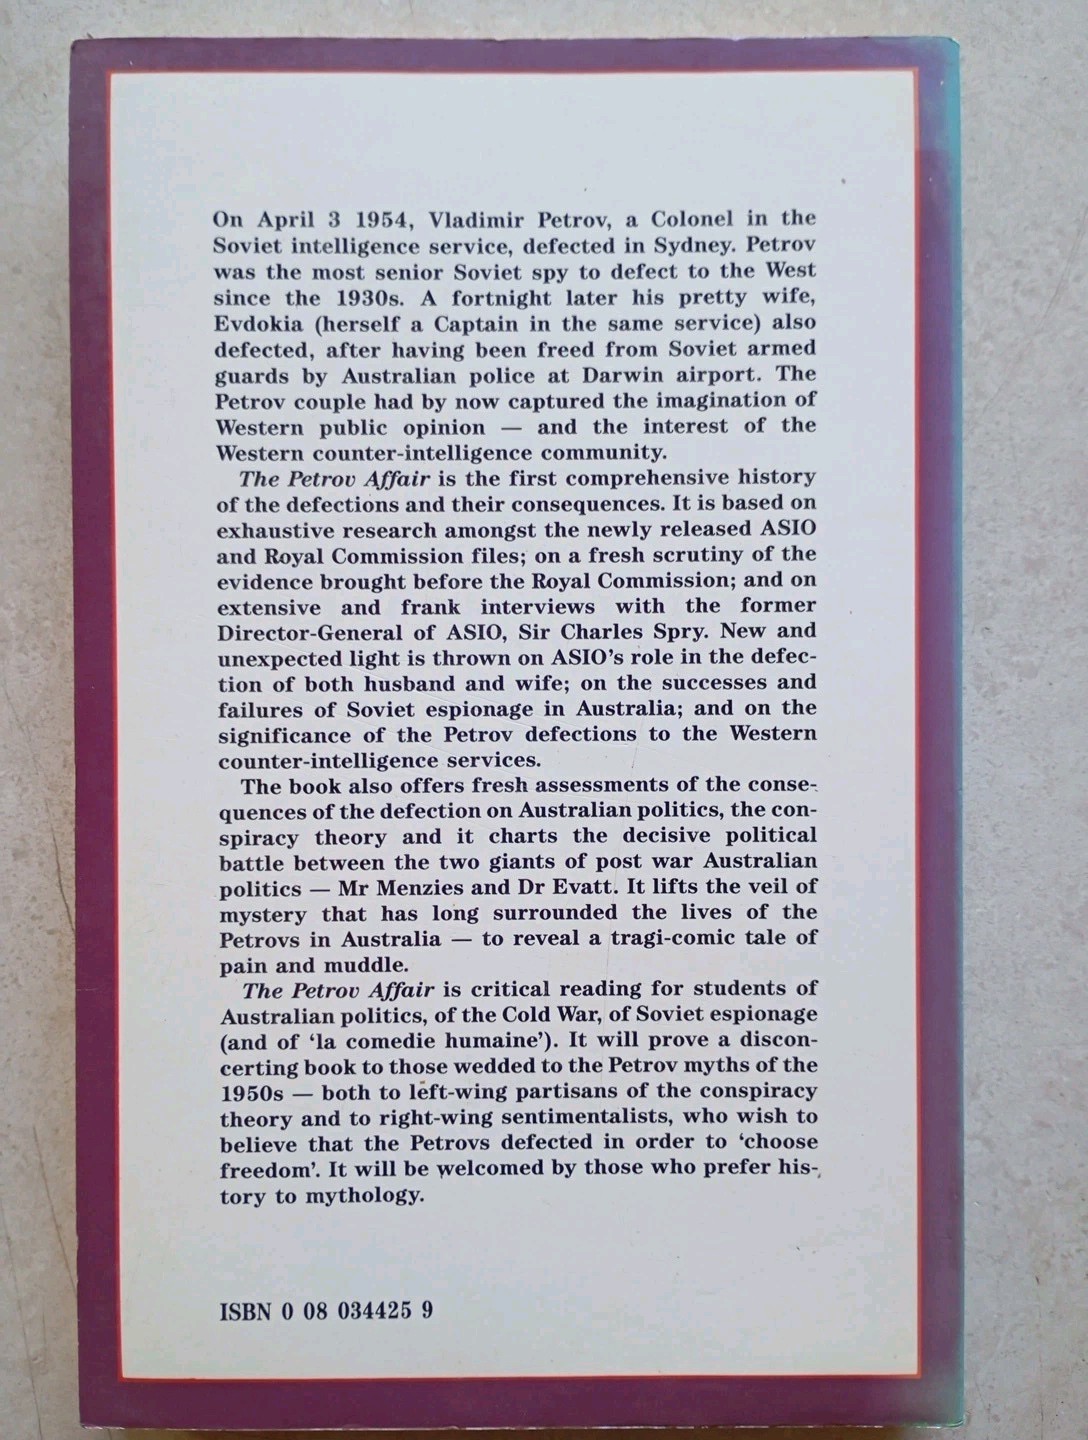 On April 3 1954, Vladimir Petrov, a Colonel in the
Soviet intelligence service, defected in Sydney. Petrov
was the most senior Soviet spy to defect to the West
since the 1930s. A fortnight later his pretty wife,
Evdokia (herself a Captain in the same service) also
defected, after having been freed from Soviet armed
guards by Australian police at Darwin airport. The
Petrov couple had by now captured the imagination of
Western public opinion — and the interest of the
Western counter-intelligence community.
The Petrov Affair is the first comprehensive history
of the defections and their consequences. It is based on
exhaustive research amongst the newly released ASIO
and Royal Commission files; on a fresh scrutiny of the
evidence brought before the Royal Commission; and on
extensive and frank interviews with the former
Director-General of ASIO, Sir Charles Spry. New and
unexpected light is thrown on ASIO's role in the defec-
tion of both husband and wife; on the successes and
failures of Soviet espionage in Australia; and on the
significance of the Petrov defections to the Western
counter-intelligence services.
The book also offers fresh assessments of the conse-
quences of the defection on Australian politics, the con-
spiracy theory and it charts the decisive political
battle between the two giants of post war Australian
politics — Mr Menzies and Dr Evatt. It lifts the veil of
mystery that has long surrounded the lives of the
Petrovs in Australia — to reveal a tragi-comic tale of
pain and muddle.
The Petrov Affair is critical reading for students of
Australian politics, of the Cold War, of Soviet espionage
(and of 'la comedie humaine'). It will prove a discon-
certing book to those wedded to the Petrov myths of the
1950s — both to left-wing partisans of the conspiracy
theory and to right-wing sentimentalists, who wish to
believe that the Petrovs defected in order to 'choose
freedom'. It will be welcomed by those who prefer his-
tory to mythology.
ISBN 0 08 034425 9